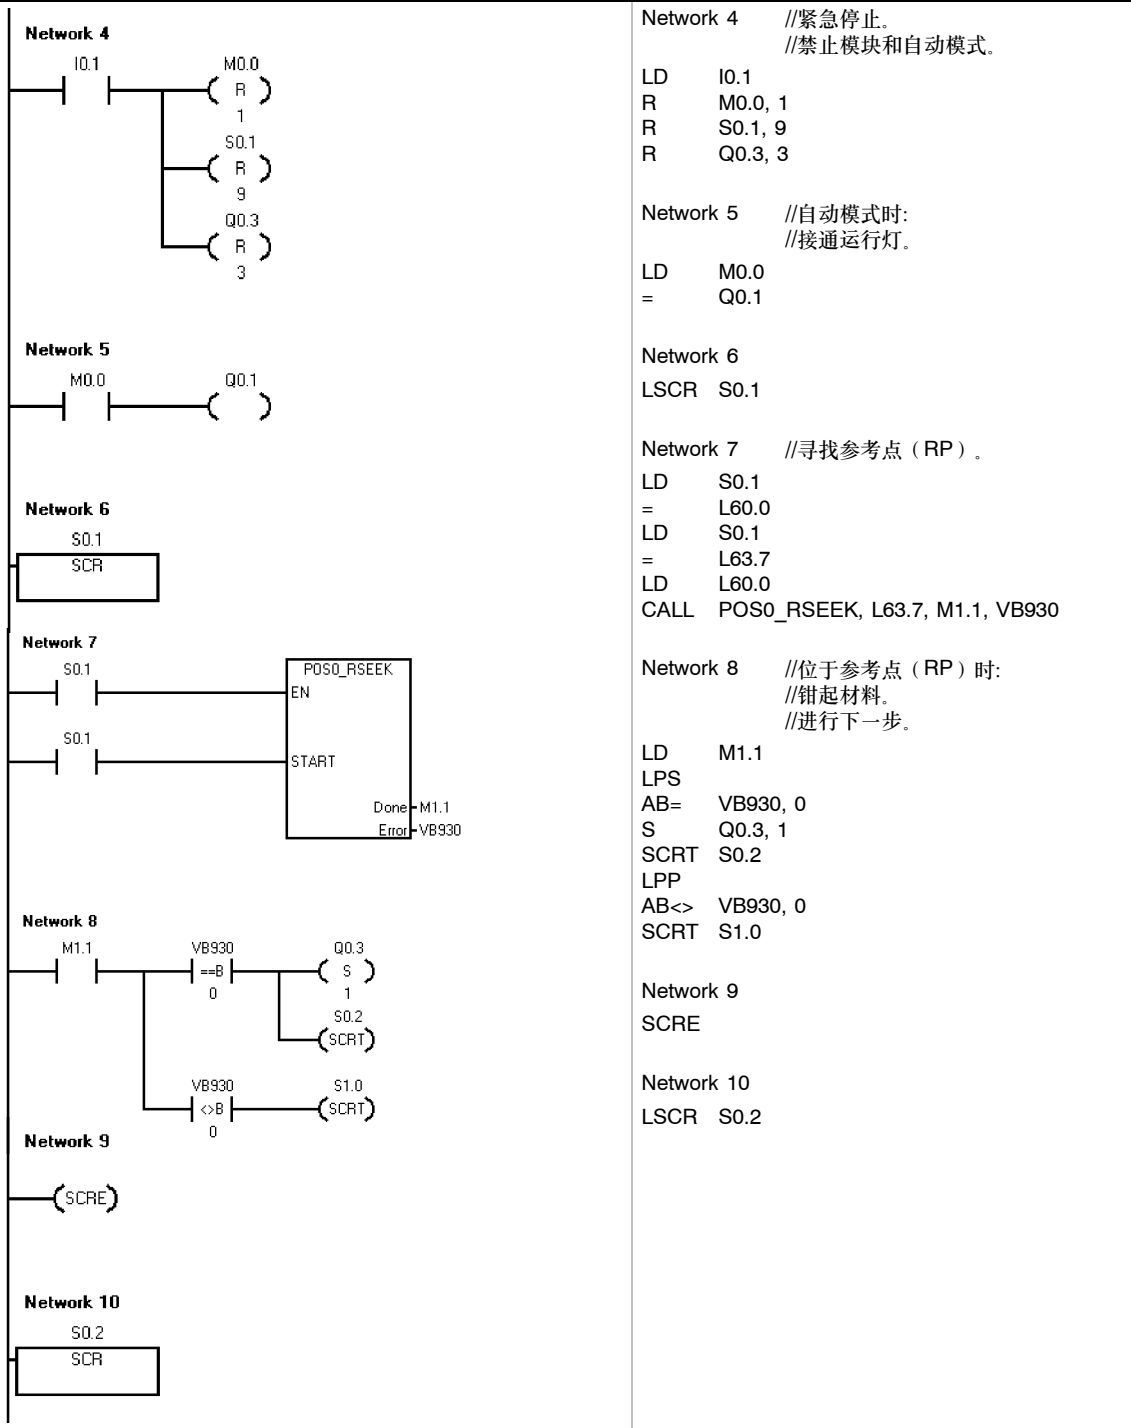 Network 4
I0.1
M0.0
R
1
S0.1
R
9
Q0.3
R
3
Network 5
M0.0
Q0.1
Network 6
S0.1
SCR
Network 7
S0.1
POS0_RSEEK
EN
S0.1
START
Done M1.1
Error VB930
Network 8
M1.1
VB930
==B
0
Q0.3
S
1
S0.2
SCRT
VB930
<>B
0
S1.0
SCRT
Network 9
SCRE
Network 10
S0.2
SCR
Network 4 //紧急停止。
//禁止模块和自动模式。
LD I0.1
R M0.0, 1
R S0.1, 9
R Q0.3, 3
Network 5 //自动模式时:
//接通运行灯。
LD M0.0
= Q0.1
Network 6
LSCR S0.1
Network 7 //寻找参考点（RP）。
LD S0.1
= L60.0
LD S0.1
= L63.7
LD L60.0
CALL POS0_RSEEK, L63.7, M1.1, VB930
Network 8 //位于参考点（RP）时:
//钳起材料。
//进行下一步。
LD M1.1
LPS
AB= VB930, 0
S Q0.3, 1
SCRT S0.2
LPP
AB<> VB930, 0
SCRT S1.0
Network 9
SCRE
Network 10
LSCR S0.2